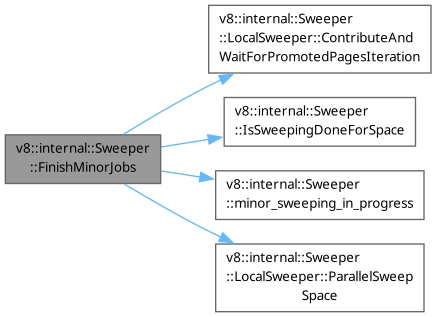 v8::internal::Sweeper
::FinishMinorJobs
v8::internal::Sweeper
::LocalSweeper::ContributeAnd
WaitForPromotedPagesIteration
v8::internal::Sweeper
::IsSweepingDoneForSpace
v8::internal::Sweeper
::minor_sweeping_in_progress
v8::internal::Sweeper
::LocalSweeper::ParallelSweep
Space